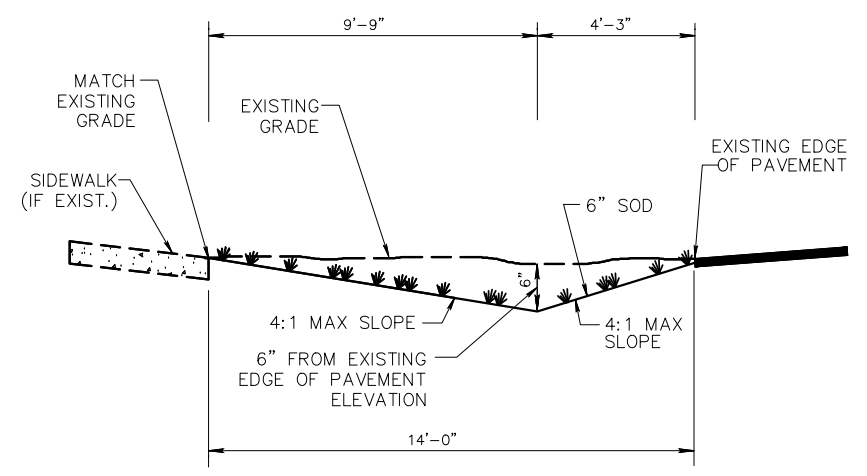 9'-9"
4'-3"
MATCH
EXISTING
GRADE
EXISTING
GRADE
EXISTING EDGE
OF PAVEMENT
SIDEWALK
(IF EXIST.)
6" SOD
6"
4:1 MAX SLOPE
4:1 MAX
SLOPE
6" FROM EXISTING
EDGE OF PAVEMENT
ELEVATION
14'-0"